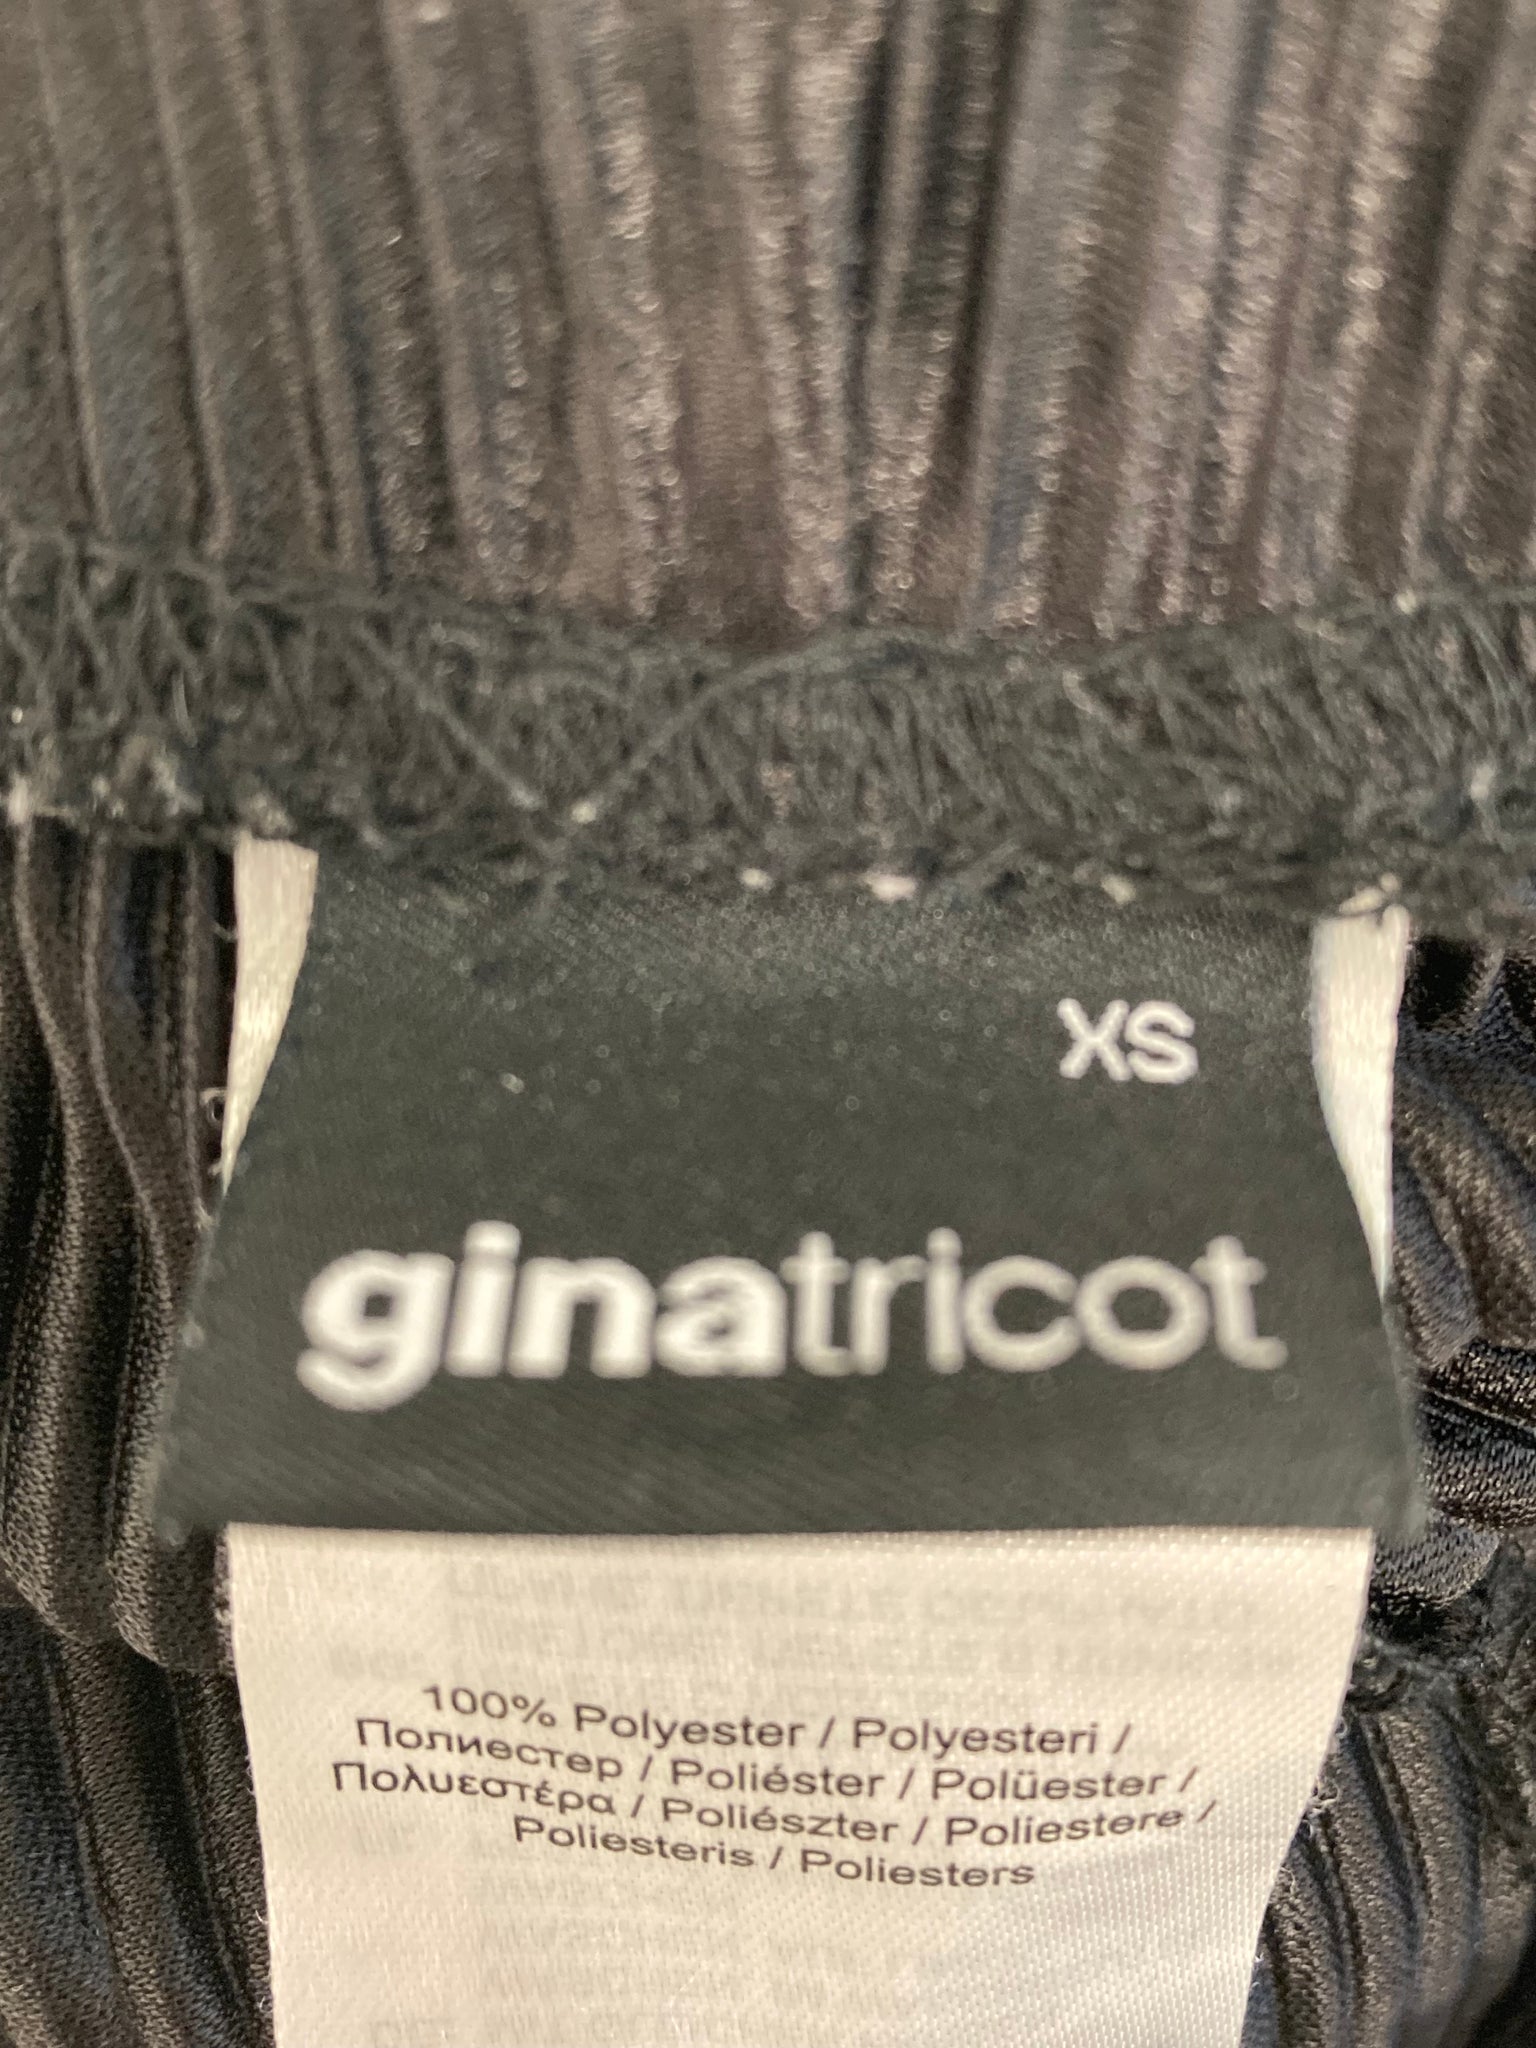 XS
ginatricot
100% Polyester / Polyesteri /
Полиестер / Poliéster / Polüester /
Πολυεστέρα / Poliészter / Poliestere /
Poliesteris / Poliesters